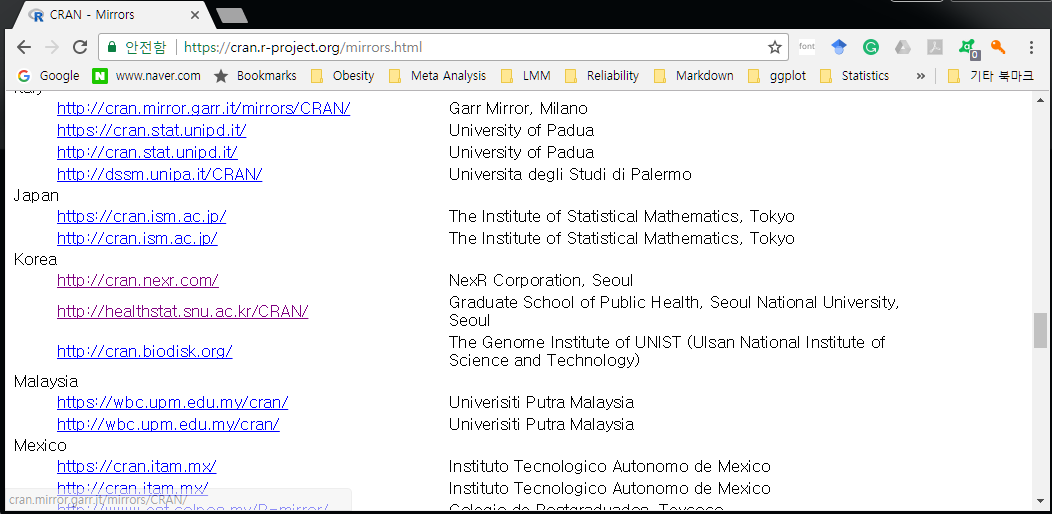 CRAN - Mirrors
안전함 https://cran.r-project.org/mirrors.html font 0
Google N www.naver.com Bookmarks Obesity Meta Analysis LMM Reliability Markdown ggplot Statistics » 기타 북마크
Italy
http://cran.mirror.garr.it/mirrors/CRAN/ Garr Mirror, Milano
https://cran.stat.unipd.it/ University of Padua
http://cran.stat.unipd.it/ University of Padua
http://dssm.unipa.it/CRAN/ Universita degli Studi di Palermo
Japan
https://cran.ism.ac.jp/ The Institute of Statistical Mathematics, Tokyo
http://cran.ism.ac.jp/ The Institute of Statistical Mathematics, Tokyo
Korea
http://cran.nexr.com/ NexR Corporation, Seoul
http://healthstat.snu.ac.kr/CRAN/ Graduate School of Public Health, Seoul National University,
Seoul
http://cran.biodisk.org/ The Genome Institute of UNIST (Ulsan National Institute of
Science and Technology)
Malaysia
https://wbc.upm.edu.my/cran/ Univerisiti Putra Malaysia
http://wbc.upm.edu.my/cran/ Univerisiti Putra Malaysia
Mexico
https://cran.itam.mx/ Instituto Tecnologico Autonomo de Mexico
http://cran.itam.mx/ Instituto Tecnologico Autonomo de Mexico
cran.mirror.garr.it/mirrors/CRAN/
Colegio de Postgraduados, Texcoco